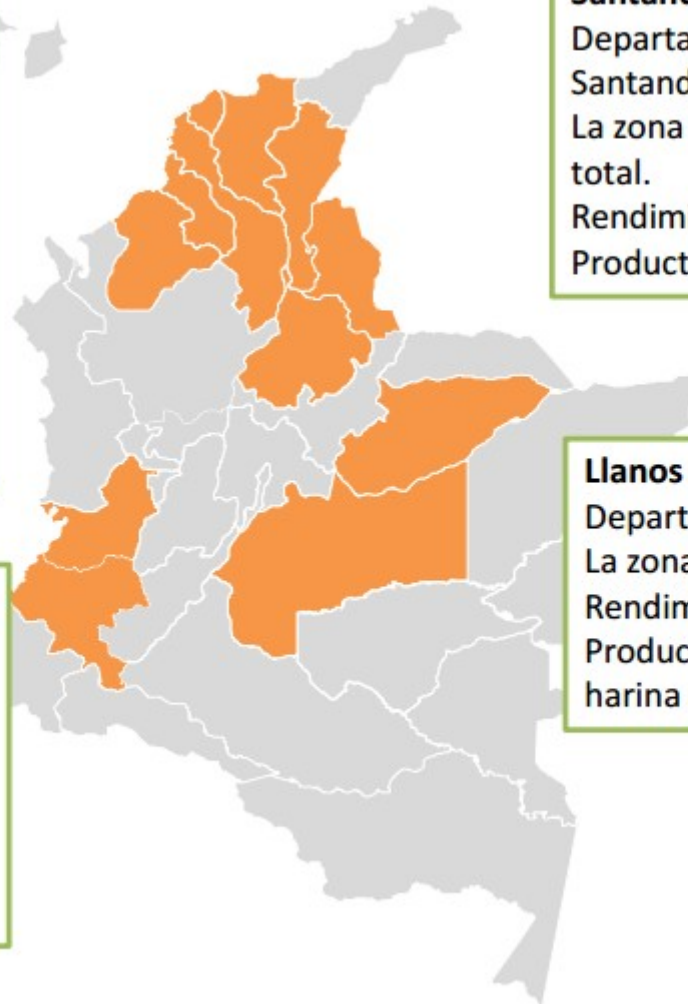 Departa
Santand
La zona
total.
Rendim
Product
Llanos
Depart
La zona
Rendim
Produc
harina